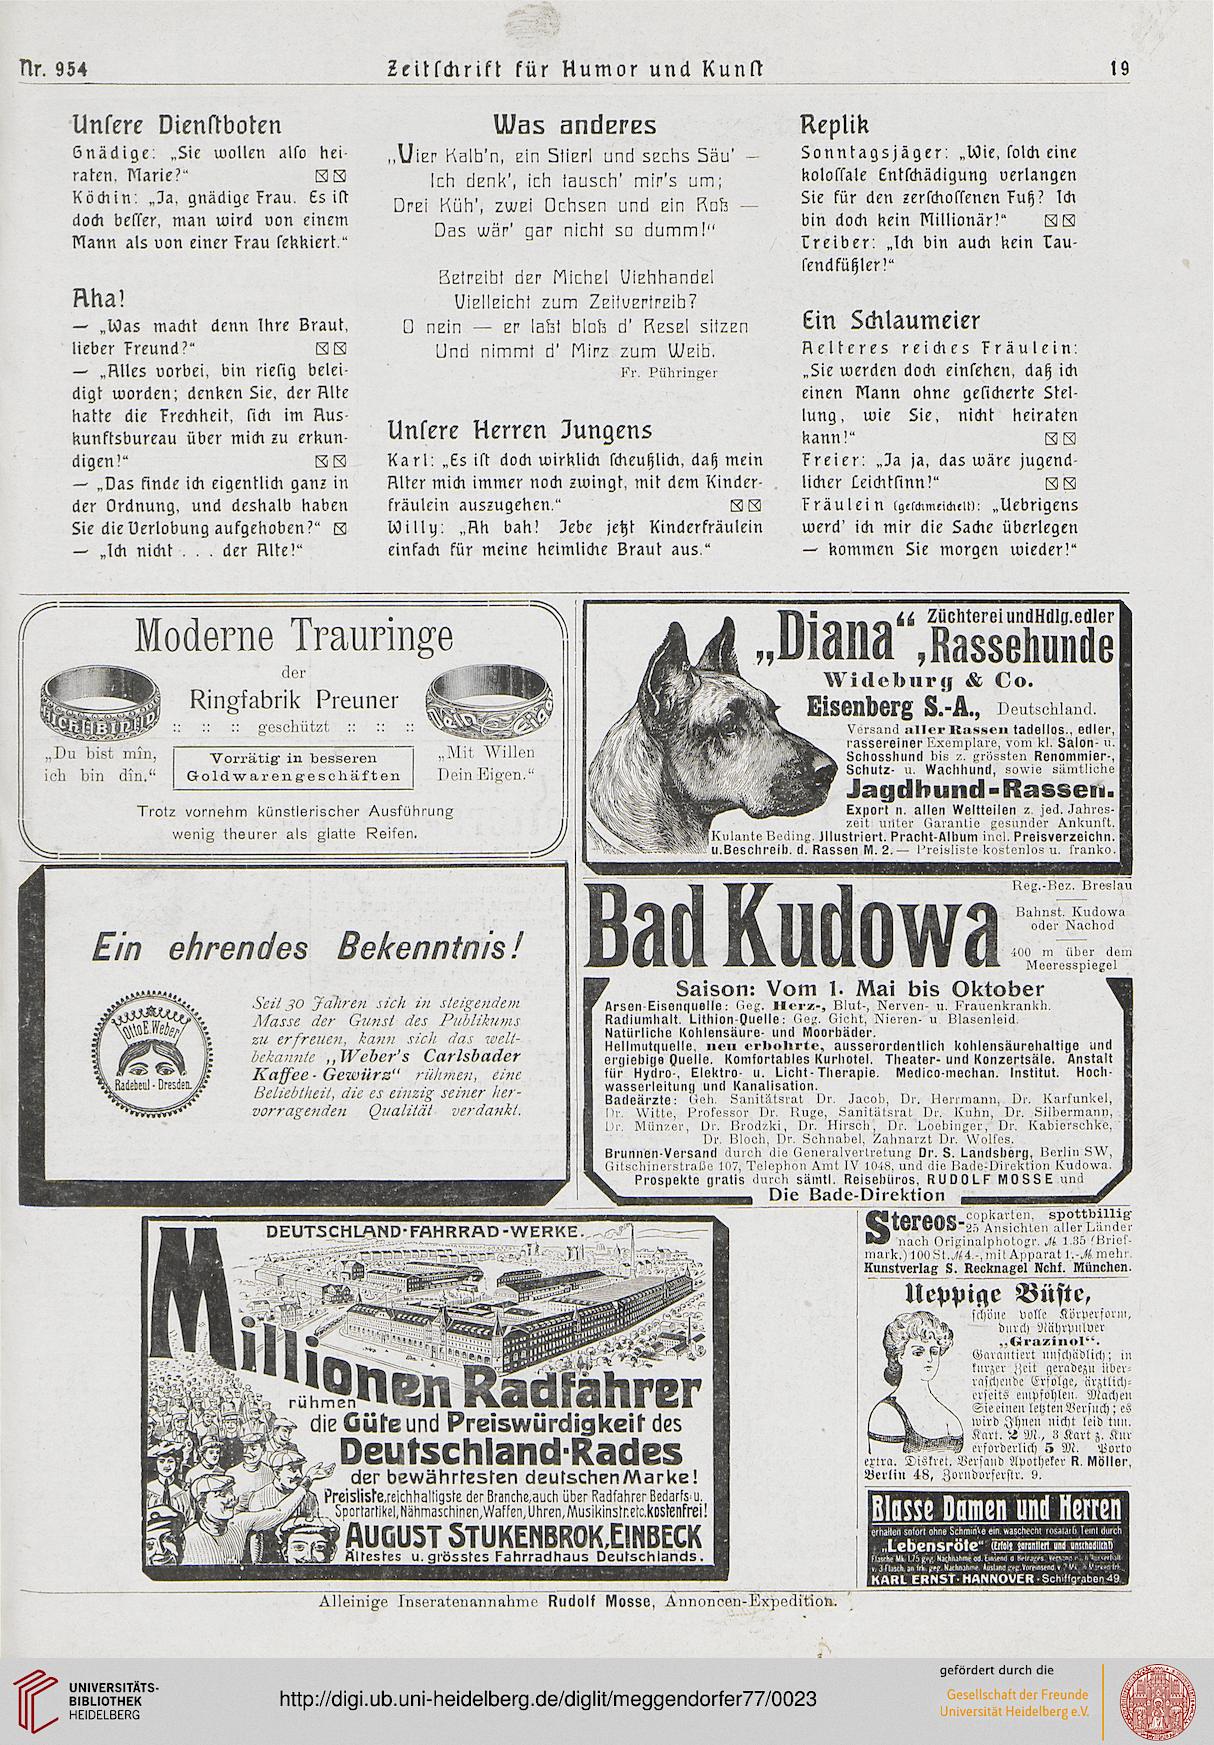 Nr. 954
Zeitschrift für Humor und Kunst
19
Unsere Dienstboten
Gnädige: „Sie wollen also hei-
raten, Marie?“
Köchin: „Ja, gnädige Frau. Es ist
doch besser, man wird von einem
Mann als von einer Frau sekkiert.“
Aha!
— „Was macht denn Ihre Braut,
lieber Freund?“
— „Alles vorbei, bin riesig belei-
digt worden; denken Sie, der Alte
hatte die Frechheit, sich im Aus-
kunftsbureau über mich zu erkun-
digen!“
— „Das finde ich eigentlich ganz in
der Ordnung, und deshalb haben
Sie die Verlobung aufgehoben?“
— „Ich nicht . . . der Alte!“
Was anderes
„Vier Kalb'n, ein Stierl und sechs Säu' —
Ich denk', ich tausch' mir's um;
Drei Küh', zwei Ochsen und ein Roß —
Das wär' gar nicht so dumm!“
Betreibt der Michel Viehhandel
Vielleicht zum Zeitvertreib?
O nein — er laßt bloß d' Resel sitzen
Und nimmt d' Mirz zum Weib.
Fr. Pühringer
Unsere Herren Jungens
Karl: „Es ist doch wirklich scheußlich, daß mein
Alter mich immer noch zwingt, mit dem Kinder-
fräulein auszugehen.“
Willy: „Ah bah! Jebe jetzt Kinderfräulein
einfach für meine heimliche Braut aus.“
Replik
Sonntagsjäger: „Wie, solch eine
kolossale Entschädigung verlangen
Sie für den zerschossenen Fuß? Ich
bin doch kein Millionär!“
Treiber: „Ich bin auch kein Tau-
sendfüßler!“
Ein Schlaumeier
Aelteres reiches Fräulein:
„Sie werden doch einsehen, daß ich
einen Mann ohne gesicherte Stel-
lung, wie Sie, nicht heiraten
kann!“
Freier: „Ja ja, das wäre jugend-
licher Leichtsinn!“
Fräulein (geschmeichelt): „Uebrigens
werd' ich mir die Sache überlegen
— kommen Sie morgen wieder!“
Moderne Trauringe
der
Ringfabrik Preuner
:: :: :: geschützt :: :: ::
ICH·BIN·DIN
Dein Eigen
„Du bist mîn,
ich bin dîn.“
Vorrätig in besseren
Goldwarengeschäften
„Mit Willen
Dein Eigen.“
Trotz vornehm künstlerischer Ausführung
wenig theurer als glatte Reifen.
„Diana“ Züchterei und Hdlg. edler
, Rassehunde
Wideburg & Co.
Eisenberg S.-A., Deutschland.
Versand aller Rassen tadellos., edler,
rassereiner Exemplare, vom kl. Salon- u.
Schosshund bis z. grössten Renommier-,
Schutz- u. Wachhund, sowie sämtliche
Jagdhund-Rassen.
Export n. allen Weltteilen z. jed. Jahres-
zeit unter Garantie gesunder Ankunft.
Kulante Beding. Jllustriert. Pracht-Album incl. Preisverzeichn.
u. Beschreib. d. Rassen M. 2.— Preisliste kostenlos u. franko.
Ein ehrendes Bekenntnis!
Otto E. Weber
Radebeul-Dresden.
Seit 30 Jahren sich in steigendem
Masse der Gunst des Publikums
zu erfreuen, kann sich das welt-
bekannte „Weber's Carlsbader
Kaffee-Gewürz“ rühmen, eine
Beliebtheit, die es einzig seiner her-
vorragenden Qualität verdankt.
Bad Kudowa
Reg.-Bez. Breslau
Bahnst. Kudowa
oder Nachod
400 m über dem
Meeresspiegel
Saison: Vom 1. Mai bis Oktober
Arsen-Eisenquelle: Geg. Herz-, Blut-, Nerven- u. Frauenkrankh.
Radiumhalt. Lithion-Quelle: Geg. Gicht, Nieren- u. Blasenleid.
Natürliche Kohlensäure- und Moorbäder.
Hellmutquelle, neu erbohrte, ausserordentlich kohlensäurehaltige und
ergiebige Quelle. Komfortables Kurhotel. Theater- und Konzertsäle. Anstalt
für Hydro-, Elektro- u. Licht-Therapie. Medico-mechan. Institut. Hoch-
wasserleitung und Kanalisation.
Badeärzte: Geh. Sanitätsrat Dr. Jacob, Dr. Herrmann, Dr. Karfunkel,
Dr. Witte, Professor Dr. Ruge, Sanitätsrat Dr. Kuhn, Dr. Silbermann,
Dr. Münzer, Dr. Brodzki, Dr. Hirsch, Dr. Loebinger, Dr. Kabierschke,
Dr. Bloch, Dr. Schnabel, Zahnarzt Dr. Wolfes.
Brunnen-Versand durch die Generalvertretung Dr. S. Landsberg, Berlin SW,
Gitschinerstraße 107, Telephon Amt IV 1048, und die Bade-Direktion Kudowa.
Prospekte gratis durch sämtl. Reisebüros, RUDOLF MOSSE und
Die Bade-Direktion
DEUTSCHLAND-FAHRRAD-WERKE.
Millionen Radfahrer
rühmen
die Güte und Preiswürdigkeit des
Deutschland-Rades
der bewährtesten deutschen Marke!
Preisliste, reichhaltigste der Branche, auch über Radfahrer Bedarfs- u.
Sportartikel, Nähmaschinen, Waffen, Uhren, Musikinstr. etc. kostenfrei!
AUGUST STUKENBROK, EINBECK
Ältestes u. grösstes Fahrradhaus Deutschlands.
Stereos-copkarten, spottbillig
25 Ansichten aller Länder
nach Originalphotogr. ℳ 1.35 (Brief-
mark.) 100 St. ℳ 4.-, mit Apparat 1.- ℳ mehr.
Kunstverlag S. Recknagel Nchf. München.
Ueppige Büste,
schöne volle Körperform,
durch Nährpulver
„Grazinol“.
Garantiert unschädlich; in
kurzer Zeit geradezu über-
raschende Erfolge, ärztlich-
erseits empfohlen. Machen
Sie einen letzten Versuch; es
wird Ihnen nicht leid tun.
Kart. 2 M., 3 Kart. z. Kur
erforderlich 5 M. Porto
extra. Diskret. Versand Apotheker R. Möller,
Berlin 48, Zorndorferstr. 9.
Blasse Damen und Herren
erhalten sofort ohne Schminke ein. waschecht rosafarb. Teint durch
„Lebensröte“ (Erfolg garantiert und unschädlich)
KARL ERNST-HANNOVER-Schiffgraben 49.
Alleinige Inseratenannahme Rudolf Mosse, Annoncen-Expedition.
UNIVERSITÄTS-
BIBLIOTHEK
HEIDELBERG
http://digi.ub.uni-heidelberg.de/diglit/meggendorfer77/0023
gefördert durch die
Gesellschaft der Freunde
Universität Heidelberg e.V.